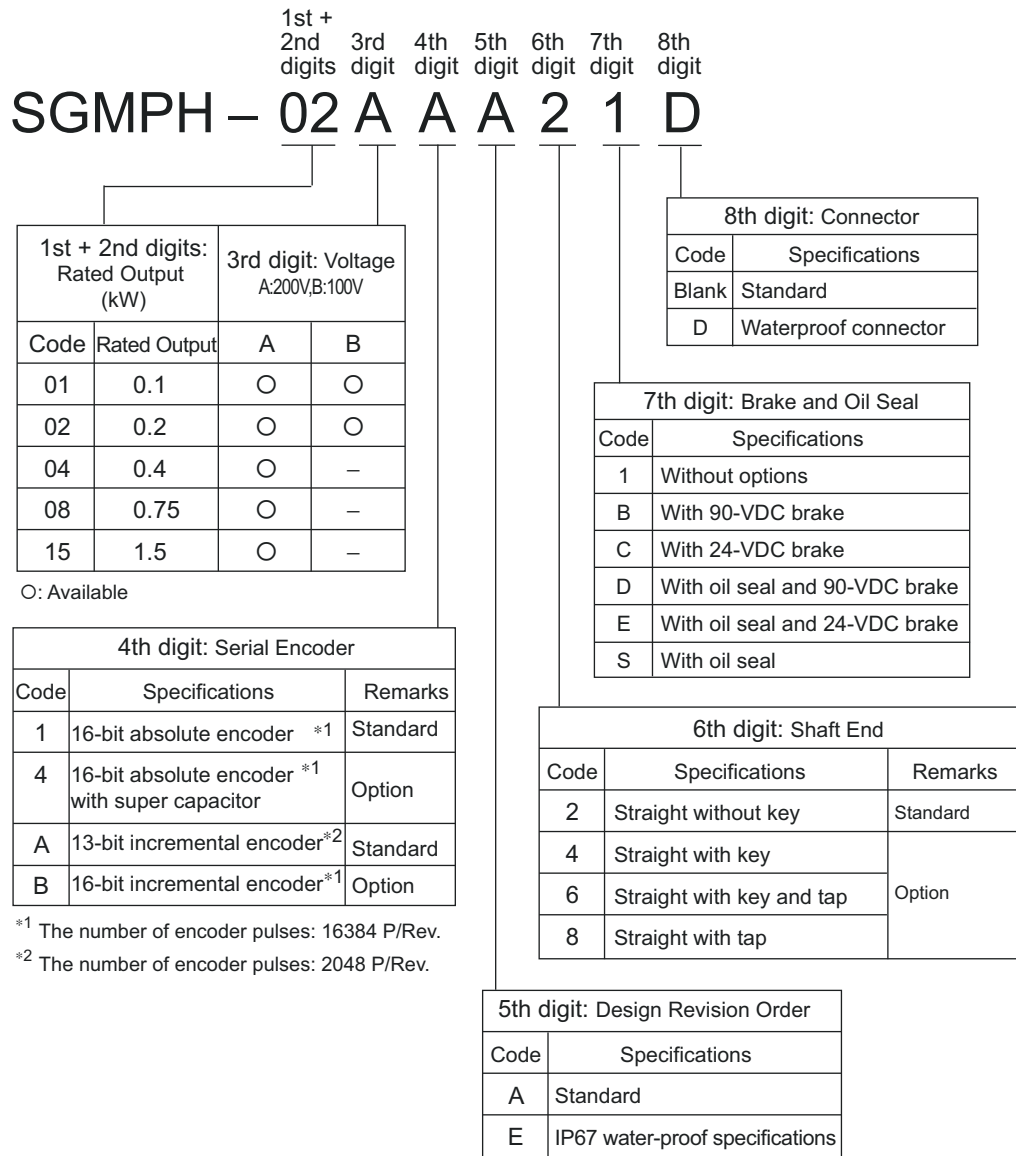 1st +
2nd digits
3rd digit
4th digit
5th digit
6th digit
7th digit
8th digit
SGMPH – 02 A A A 2 1 D
1st + 2nd digits:
Rated Output
(kW)
3rd digit: Voltage
A:200V,B:100V
Code Rated Output A B
01 0.1 ○ ○
02 0.2 ○ ○
04 0.4 ○ –
08 0.75 ○ –
15 1.5 ○ –
○: Available
8th digit: Connector
Code Specifications
Blank Standard
D Waterproof connector
7th digit: Brake and Oil Seal
Code Specifications
1 Without options
B With 90-VDC brake
C With 24-VDC brake
D With oil seal and 90-VDC brake
E With oil seal and 24-VDC brake
S With oil seal
4th digit: Serial Encoder
Code Specifications Remarks
1 16-bit absolute encoder *1 Standard
4 16-bit absolute encoder *1
with super capacitor Option
A 13-bit incremental encoder*2 Standard
B 16-bit incremental encoder*1 Option
*1 The number of encoder pulses: 16384 P/Rev.
*2 The number of encoder pulses: 2048 P/Rev.
6th digit: Shaft End
Code Specifications Remarks
2 Straight without key Standard
4 Straight with key
6 Straight with key and tap Option
8 Straight with tap
5th digit: Design Revision Order
Code Specifications
A Standard
E IP67 water-proof specifications